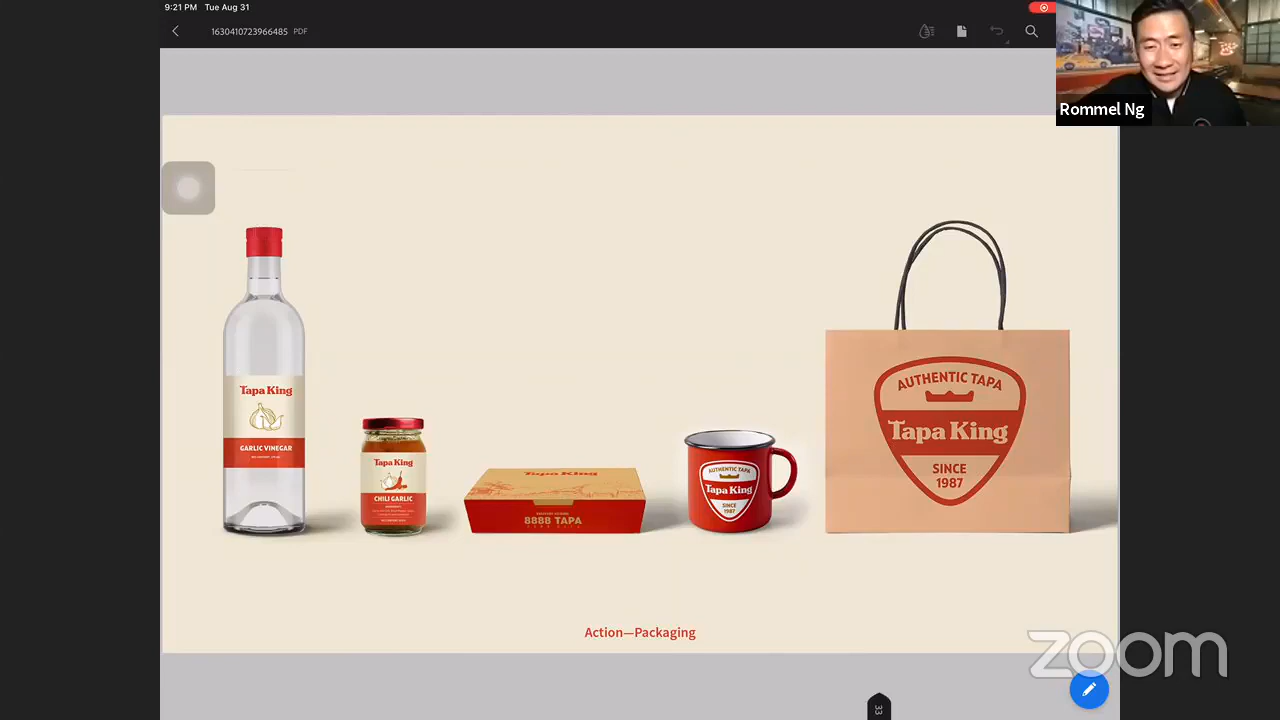 9:21 PM Tue Aug 31
1630410723966485 PDF
Rommel Ng
Tapa King
GARLIC VINEGAR
Tapa King
CHILI GARLIC
Tapa King
8888 TAPA
AUTHENTIC TAPA
Tapa King
SINCE
1987
AUTHENTIC TAPA
Tapa King
SINCE
1987
Action—Packaging
zoom
33